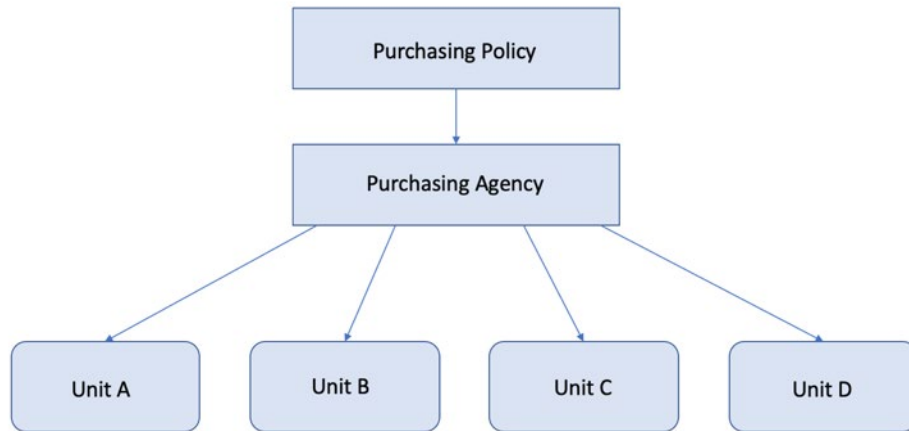 Purchasing Policy
Purchasing Agency
Unit A
Unit B
Unit C
Unit D